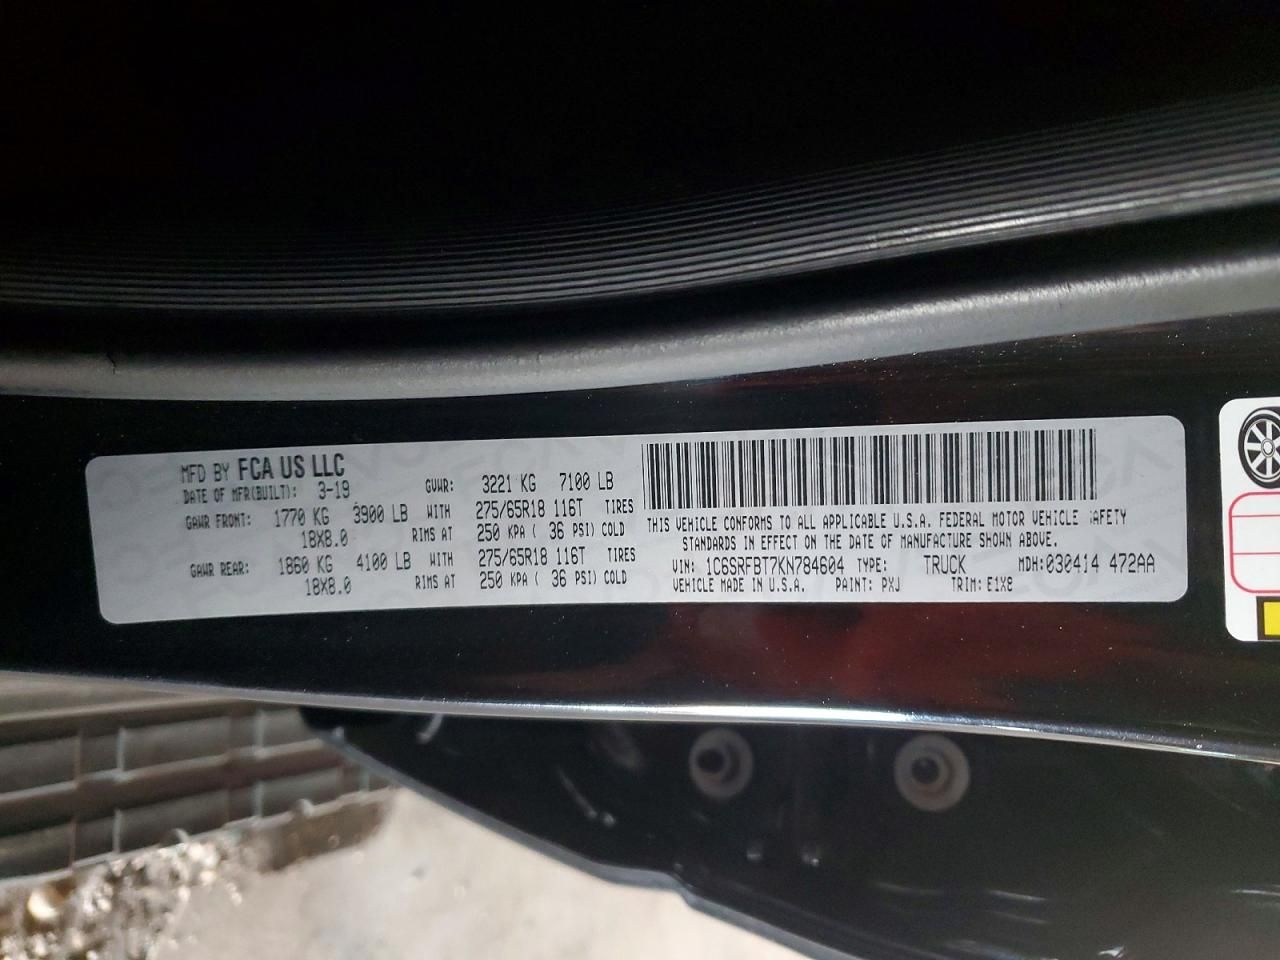 MFD BY FCA US LLC
DATE OF MFR(BUILT): 3-19 GVWR: 3221 KG 7100 LB
GAWR FRONT: 1770 KG 3900 LB WITH 275/65R18 116T TIRES
18X8.0 RIMS AT 250 KPA ( 36 PSI) COLD
GAWR REAR: 1860 KG 4100 LB WITH 275/65R18 116T TIRES
18X8.0 RIMS AT 250 KPA ( 36 PSI) COLD
THIS VEHICLE CONFORMS TO ALL APPLICABLE U.S.A. FEDERAL MOTOR VEHICLE SAFETY
STANDARDS IN EFFECT ON THE DATE OF MANUFACTURE SHOWN ABOVE.
VIN: 1C6SRFBT7KN784604 TYPE: TRUCK MDH:030414 472AA
VEHICLE MADE IN U.S.A. PAINT: PXJ TRIM: E1X8